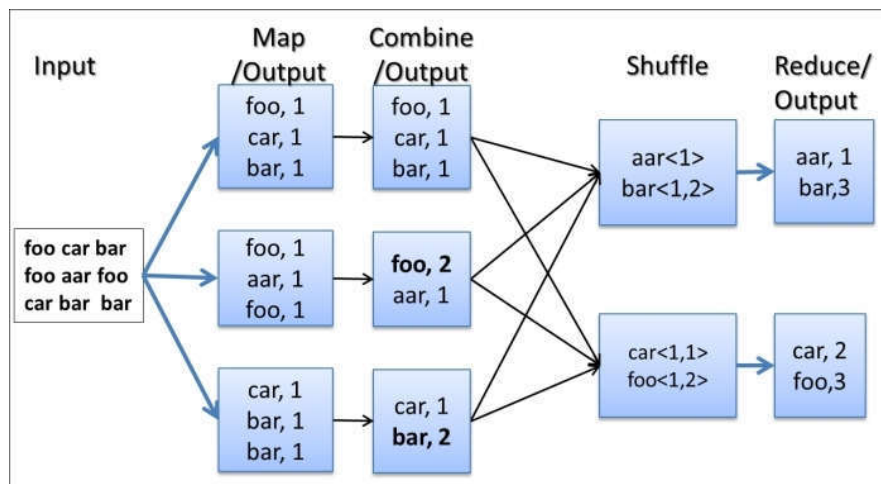 Input
Map
/Output
Combine
/Output
Shuffle
Reduce/
Output
foo car bar
foo aar foo
car bar  bar
foo, 1
car, 1
bar, 1
foo, 1
aar, 1
foo, 1
car, 1
bar, 1
bar, 1
foo, 1
car, 1
bar, 1
foo, 2
aar, 1
car, 1
bar, 2
aar<1>
bar<1,2>
car<1,1>
foo<1,2>
aar, 1
bar,3
car, 2
foo,3